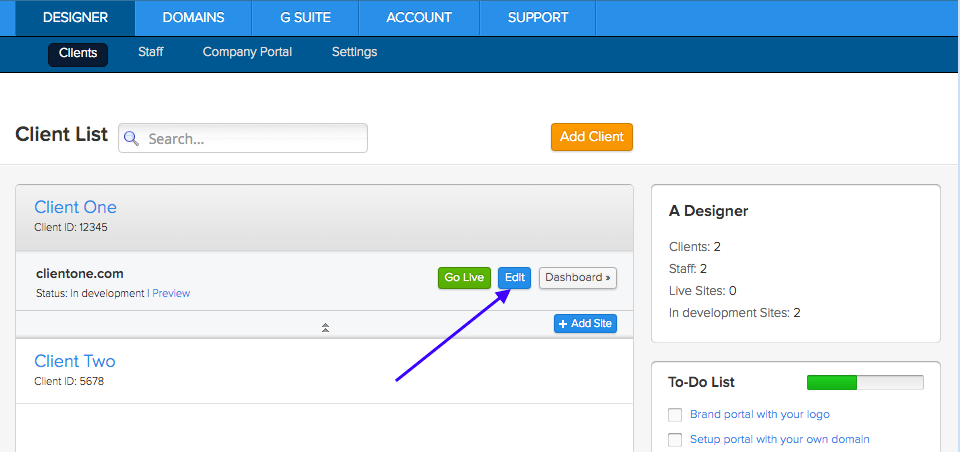 DESIGNER DOMAINS G SUITE ACCOUNT SUPPORT
Clients Staff Company Portal Settings
Client List Search... Add Client
Client One
Client ID: 12345
clientone.com
Status: In development | Preview
Go Live Edit Dashboard »
+ Add Site
Client Two
Client ID: 5678
A Designer
Clients: 2
Staff: 2
Live Sites: 0
In development Sites: 2
To-Do List
Brand portal with your logo
Setup portal with your own domain